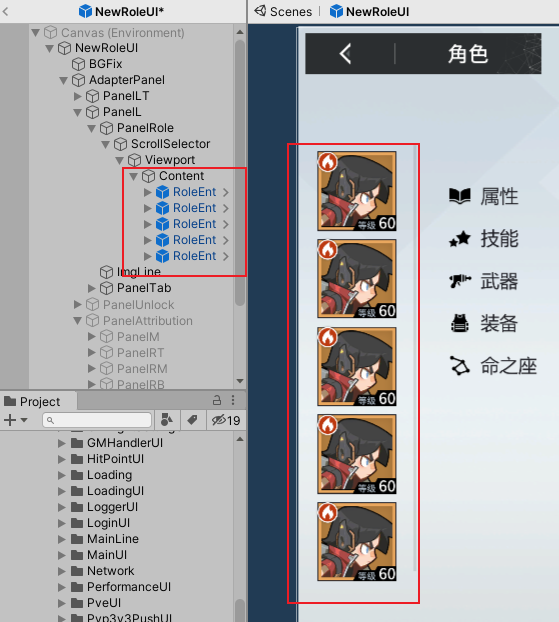 NewRoleUI*
Scenes
NewRoleUI
Canvas (Environment)
NewRoleUI
BGFix
AdapterPanel
PanelLT
PanelL
PanelRole
ScrollSelector
Viewport
Content
RoleEnt
RoleEnt
RoleEnt
RoleEnt
RoleEnt
ImgLine
PanelTab
PanelUnlock
PanelAttribution
PanelM
PanelRT
PanelRM
PanelRB
角色
等级 60
等级 60
等级 60
等级 60
等级 60
属性
技能
武器
装备
命之座
Project
19
GMHandlerUI
HitPointUI
Loading
LoadingUI
LoggerUI
LoginUI
MainLine
MainUI
Network
PerformanceUI
PveUI
Pvp3v3PushUI